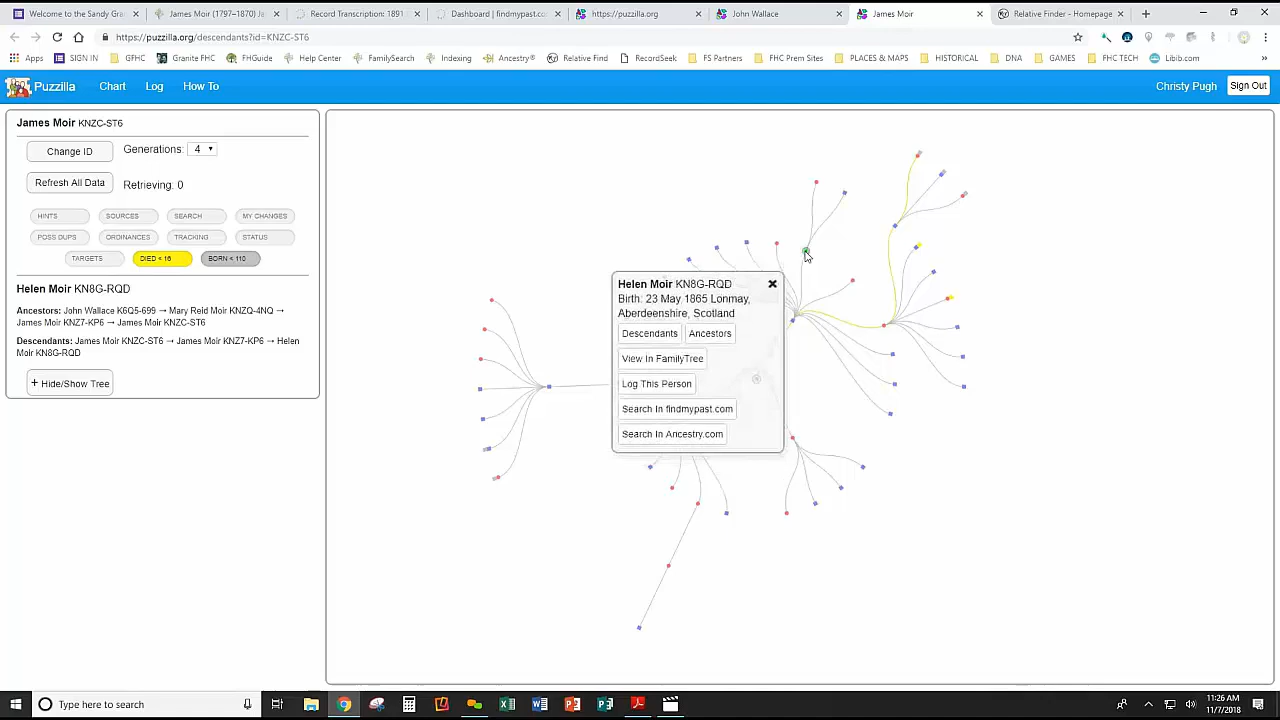 Welcome to the Sandy Gra
James Moir (1797–1870)
Record Transcription: 1891
Dashboard | findmypast.co
https://puzzilla.org
John Wallace
James Moir
Relative Finder - Homepage
https://puzzilla.org/descendants?id=KNZC-ST6
Apps
SIGN IN
GFHC
Granite FHC
FHGuide
Help Center
FamilySearch
Indexing
Ancestry®
Relative Find
RecordSeek
FS Partners
FHC Prem Sites
PLACES & MAPS
HISTORICAL
DNA
GAMES
FHC TECH
Libib.com
»
Puzzilla
Chart
Log
How To
Christy Pugh
Sign Out
James Moir KNZC-ST6
Change ID
Generations: 4
Refresh All Data
Retrieving: 0
HINTS
SOURCES
SEARCH
MY CHANGES
POSS DUPS
ORDINANCES
TRACKING
STATUS
TARGETS
DIED < 16
BORN < 110
Helen Moir KN8G-RQD
Ancestors: John Wallace K6Q5-699 → Mary Reid Moir KNZQ-4NQ →
James Moir KNZ7-KP6 → James Moir KNZC-ST6
Descendants: James Moir KNZC-ST6 → James Moir KNZ7-KP6 → Helen
Moir KN8G-RQD
+ Hide/Show Tree
Helen Moir KN8G-RQD
Birth: 23 May 1865 Lonmay,
Aberdeenshire, Scotland
Descendants
Ancestors
View In FamilyTree
Log This Person
Search In findmypast.com
Search In Ancestry.com
Type here to search
11:26 AM
11/7/2018